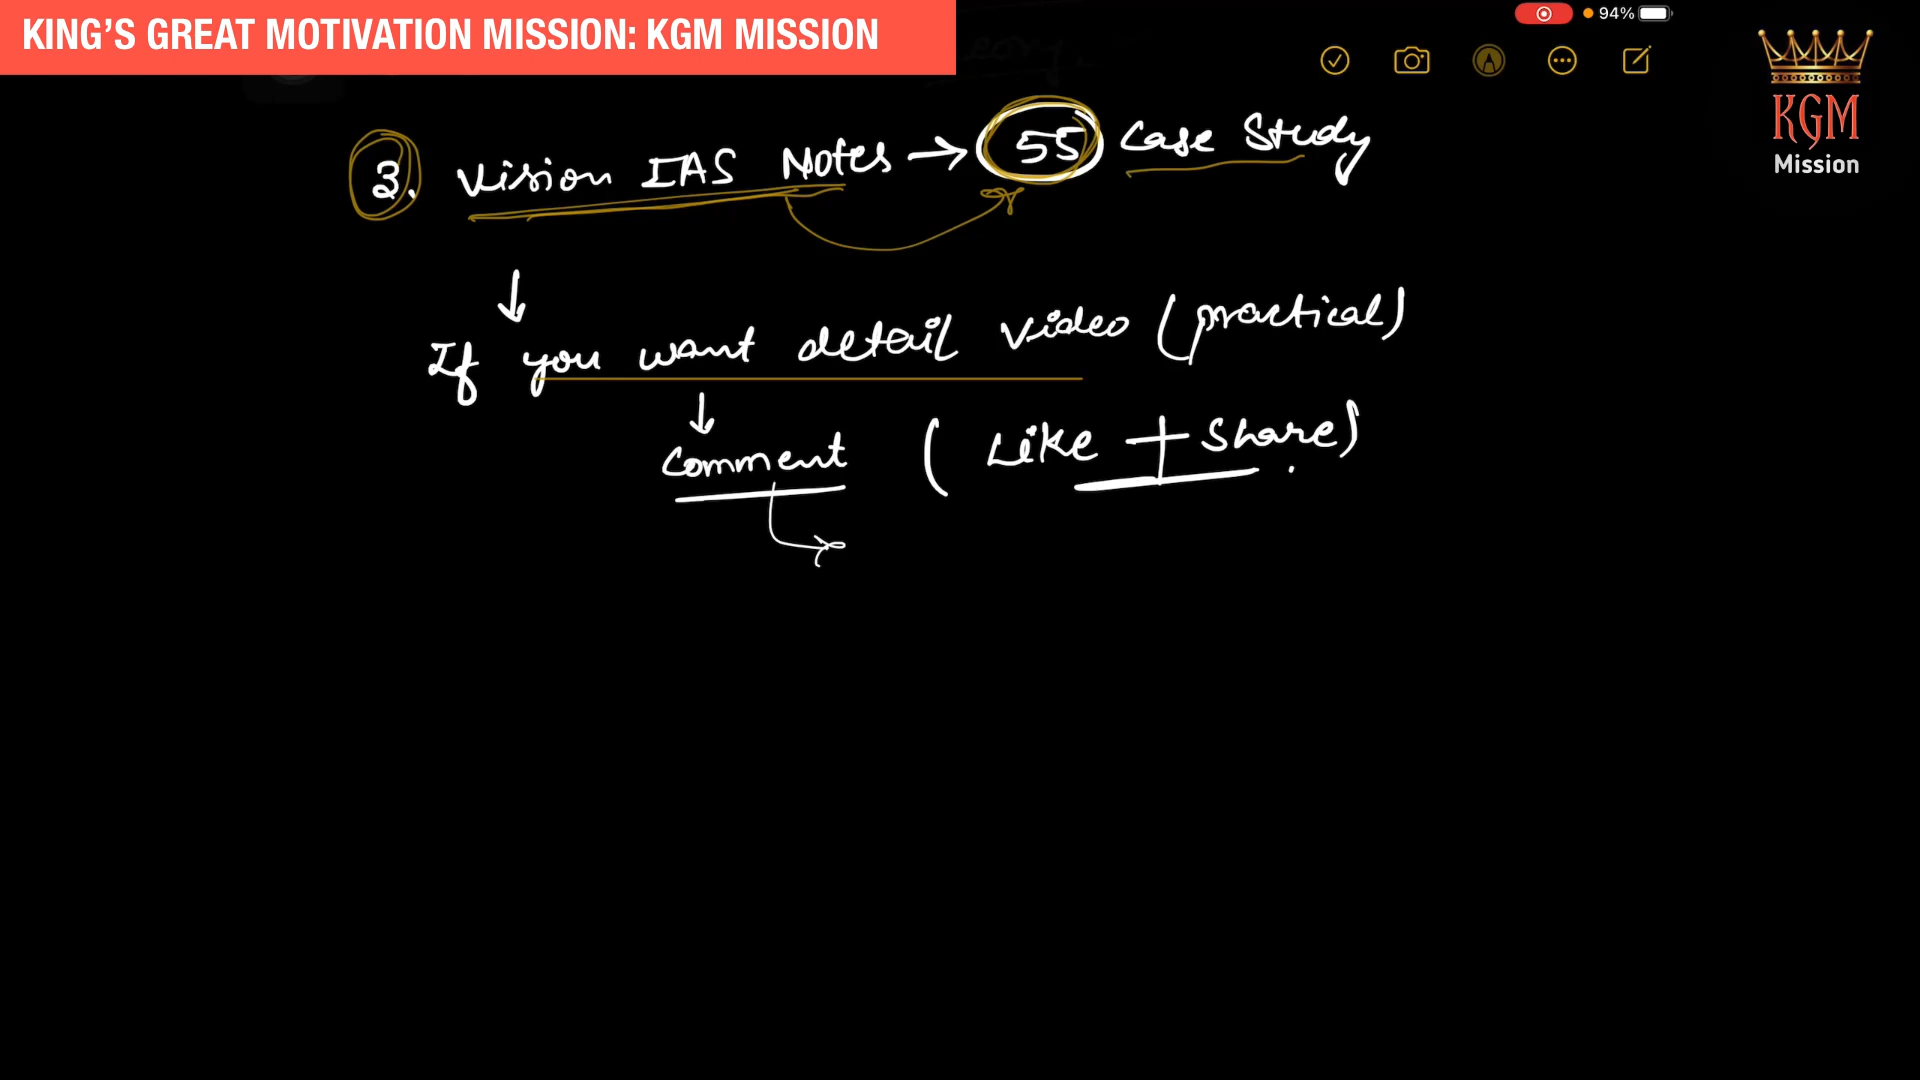 KING'S GREAT MOTIVATION MISSION: KGM MISSION
94%
KGM
Mission
3. Vision IAS Notes → 55 Case Study
↓
If you want detail video (practical)
↓
Comment ( Like + Share)